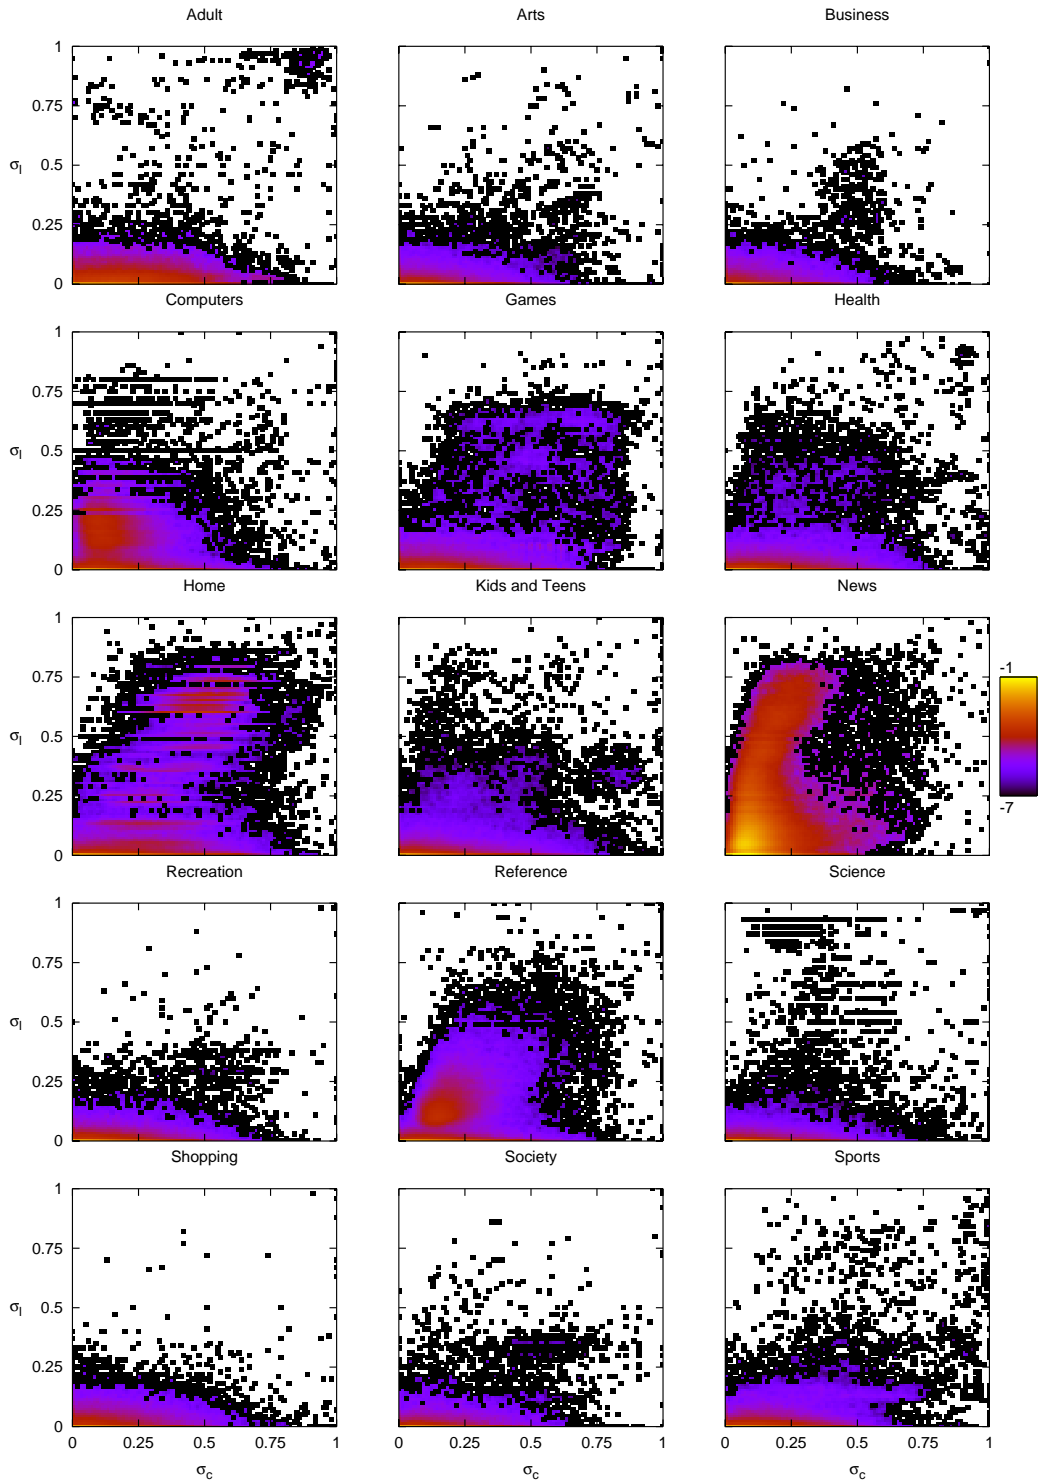 Adult Arts Business
1
0.75
σl 0.5
0.25
0
Computers Games Health
1
0.75
σl 0.5
0.25
0
Home Kids and Teens News
1
0.75
σl 0.5
0.25
0
-1
-7
Recreation Reference Science
1
0.75
σl 0.5
0.25
0
Shopping Society Sports
1
0.75
σl 0.5
0.25
0
0 0.25 0.5 0.75 1 0 0.25 0.5 0.75 1 0 0.25 0.5 0.75 1
σc σc σc